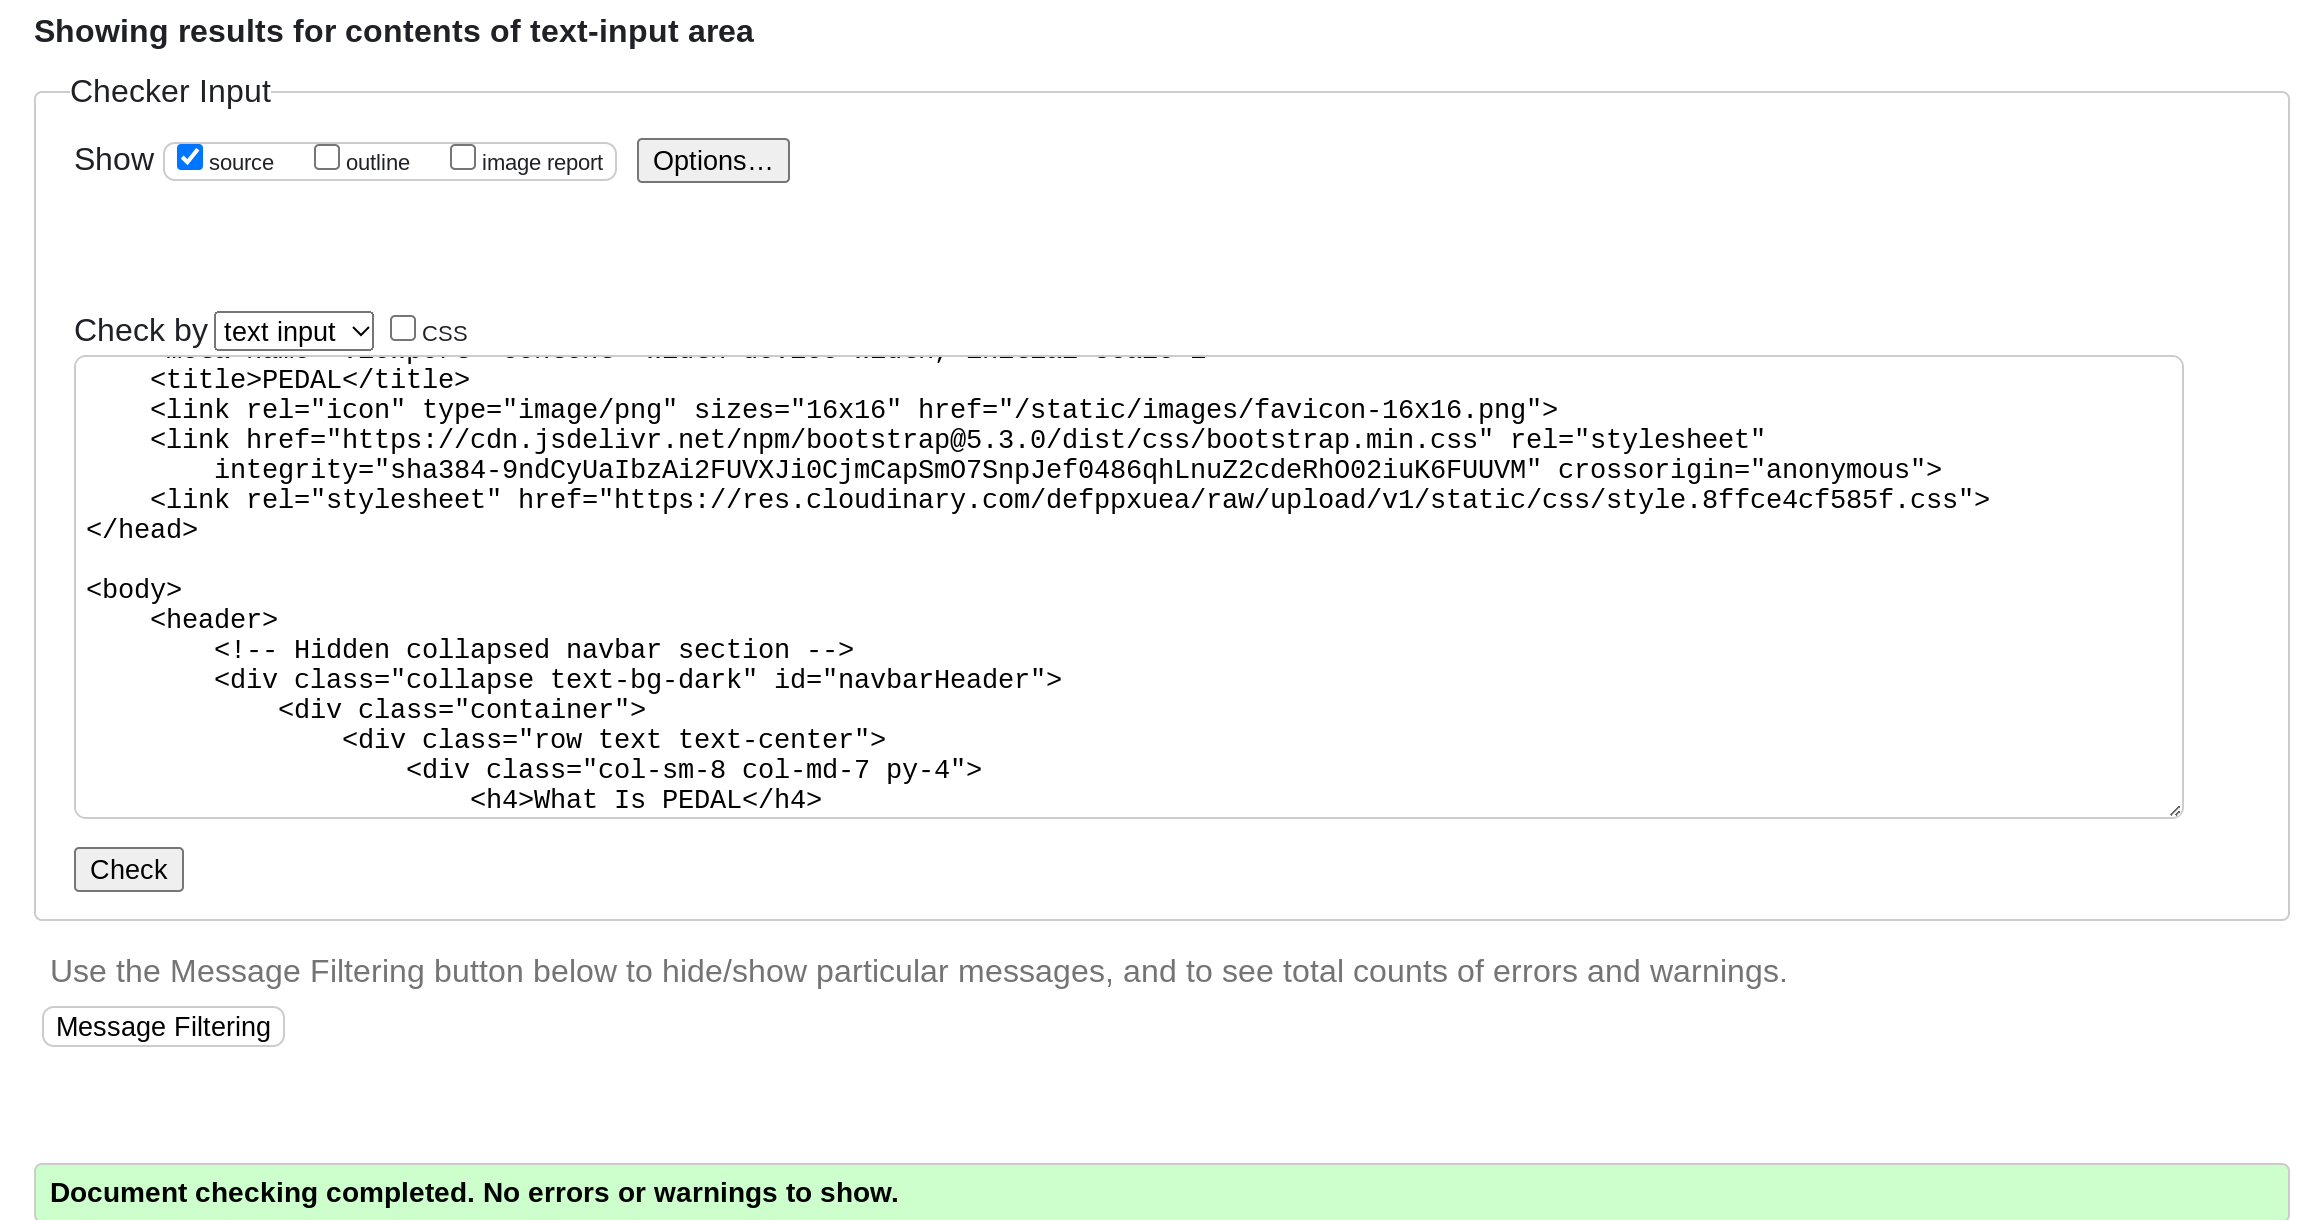 Showing results for contents of text-input area
Checker Input
Show source outline image report Options...
Check by text input CSS
<title>PEDAL</title>
<link rel="icon" type="image/png" sizes="16x16" href="/static/images/favicon-16x16.png">
<link href="https://cdn.jsdelivr.net/npm/bootstrap@5.3.0/dist/css/bootstrap.min.css" rel="stylesheet"
integrity="sha384-9ndCyUaIbzAi2FUVXJi0CjmCapSmO7SnpJef0486qhLnuZ2cdeRhO02iuK6FUUVM" crossorigin="anonymous">
<link rel="stylesheet" href="https://res.cloudinary.com/defppxuea/raw/upload/v1/static/css/style.8ffce4cf585f.css">
</head>
<body>
<header>
<!-- Hidden collapsed navbar section -->
<div class="collapse text-bg-dark" id="navbarHeader">
<div class="container">
<div class="row text text-center">
<div class="col-sm-8 col-md-7 py-4">
<h4>What Is PEDAL</h4>
Check
Use the Message Filtering button below to hide/show particular messages, and to see total counts of errors and warnings.
Message Filtering
Document checking completed. No errors or warnings to show.